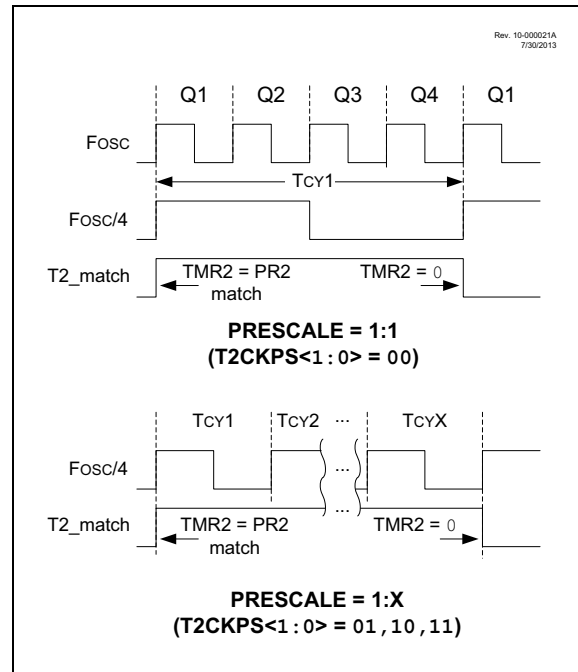 Rev. 10-000021A
7/30/2013
Q1 Q2 Q3 Q4 Q1
FOSC
TCY1
FOSC/4
T2_match
TMR2 = PR2 match
TMR2 = 0
PRESCALE = 1:1
(T2CKPS<1:0> = 00)
TCY1 TCY2 ... TCYX
FOSC/4
...
T2_match
...
TMR2 = PR2 match
TMR2 = 0
PRESCALE = 1:X
(T2CKPS<1:0> = 01,10,11)